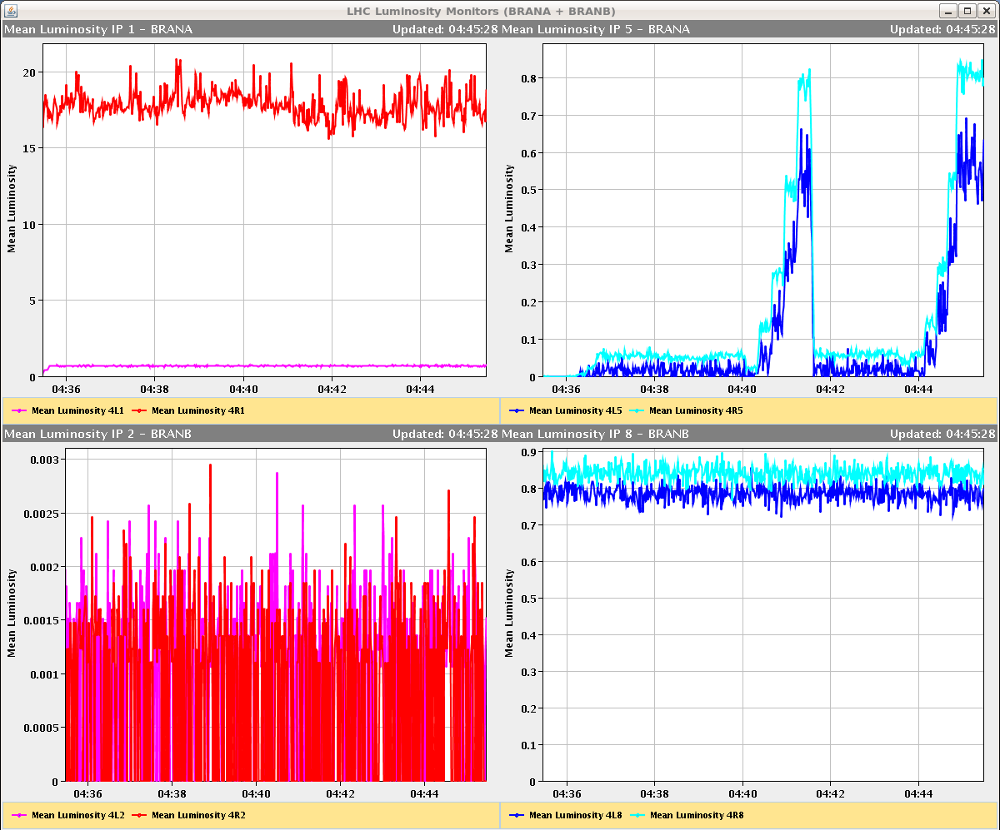 LHC Luminosity Monitors (BRANA + BRANB)
Mean Luminosity IP 1 - BRANA
Updated: 04:45:28
Mean Luminosity
20
15
10
5
0
04:36
04:38
04:40
04:42
04:44
Mean Luminosity 4L1
Mean Luminosity 4R1
Mean Luminosity IP 5 - BRANA
Updated: 04:45:28
Mean Luminosity
0.8
0.7
0.6
0.5
0.4
0.3
0.2
0.1
0
04:36
04:38
04:40
04:42
04:44
Mean Luminosity 4L5
Mean Luminosity 4R5
Mean Luminosity IP 2 - BRANB
Updated: 04:45:28
Mean Luminosity
0.003
0.0025
0.002
0.0015
0.001
0.0005
0
04:36
04:38
04:40
04:42
04:44
Mean Luminosity 4L2
Mean Luminosity 4R2
Mean Luminosity IP 8 - BRANB
Updated: 04:45:28
Mean Luminosity
0.9
0.8
0.7
0.6
0.5
0.4
0.3
0.2
0.1
0
04:36
04:38
04:40
04:42
04:44
Mean Luminosity 4L8
Mean Luminosity 4R8